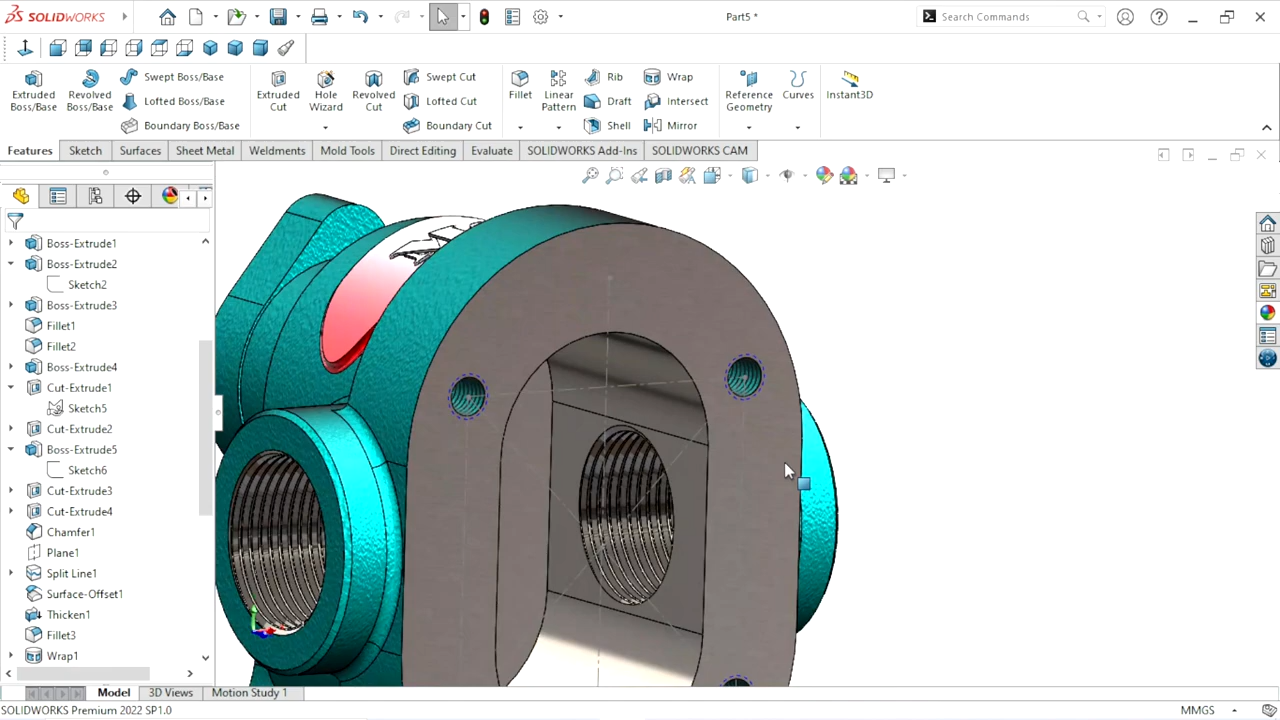 SOLIDWORKS
Part5 *
Search Commands
Extruded Boss/Base
Revolved Boss/Base
Swept Boss/Base
Lofted Boss/Base
Boundary Boss/Base
Extruded Cut
Hole Wizard
Revolved Cut
Swept Cut
Lofted Cut
Boundary Cut
Fillet
Linear Pattern
Rib
Draft
Shell
Wrap
Intersect
Mirror
Reference Geometry
Curves
Instant3D
Features
Sketch
Surfaces
Sheet Metal
Weldments
Mold Tools
Direct Editing
Evaluate
SOLIDWORKS Add-Ins
SOLIDWORKS CAM
Boss-Extrude1
Boss-Extrude2
Sketch2
Boss-Extrude3
Fillet1
Fillet2
Boss-Extrude4
Cut-Extrude1
Sketch5
Cut-Extrude2
Boss-Extrude5
Sketch6
Cut-Extrude3
Cut-Extrude4
Chamfer1
Plane1
Split Line1
Surface-Offset1
Thicken1
Fillet3
Wrap1
Model
3D Views
Motion Study 1
SOLIDWORKS Premium 2022 SP1.0
MMGS